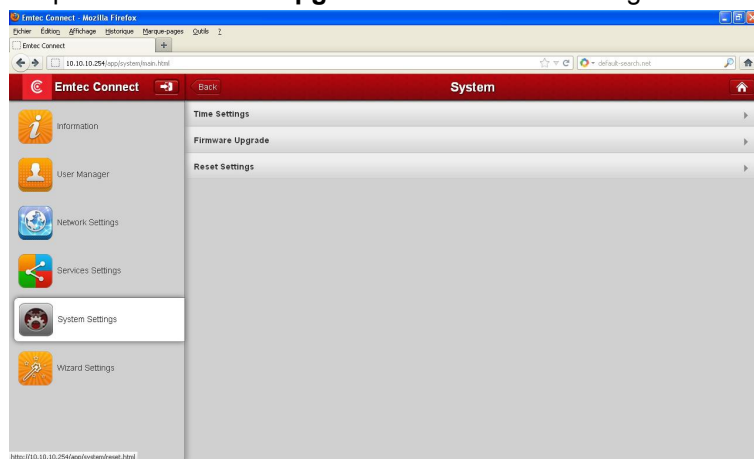 pg
Emtec Connect - Mozilla Firefox
Fichier Édition Affichage Historique Marque-pages Outils ?
Emtec Connect +
10.10.10.254/app/system/main.html default-search.net
Emtec Connect Back System
Information
User Manager
Network Settings
Services Settings
System Settings
Wizard Settings
Time Settings
Firmware Upgrade
Reset Settings
http://10.10.10.254/app/system/reset.html